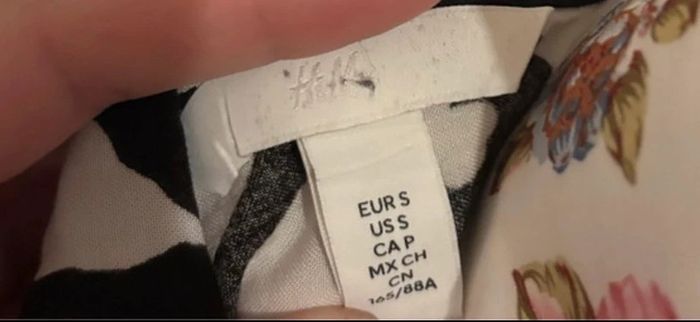 H&M
EUR S
US S
CA P
MX CH
CN
165/88A